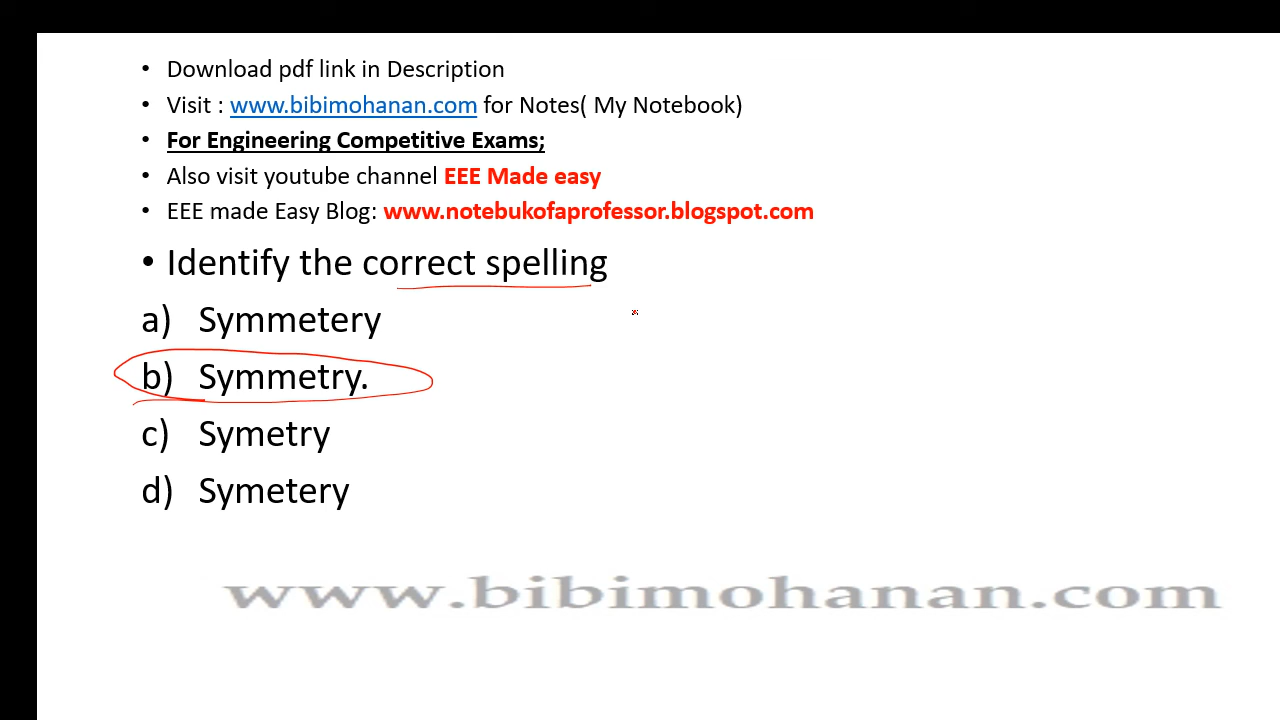 • Download pdf link in Description
• Visit : www.bibimohanan.com for Notes( My Notebook)
• For Engineering Competitive Exams;
• Also visit youtube channel EEE Made easy
• EEE made Easy Blog: www.notebukofaprofessor.blogspot.com
• Identify the correct spelling
a) Symmetery
b) Symmetry.
c) Symetry
d) Symetery
www.bibimohanan.com